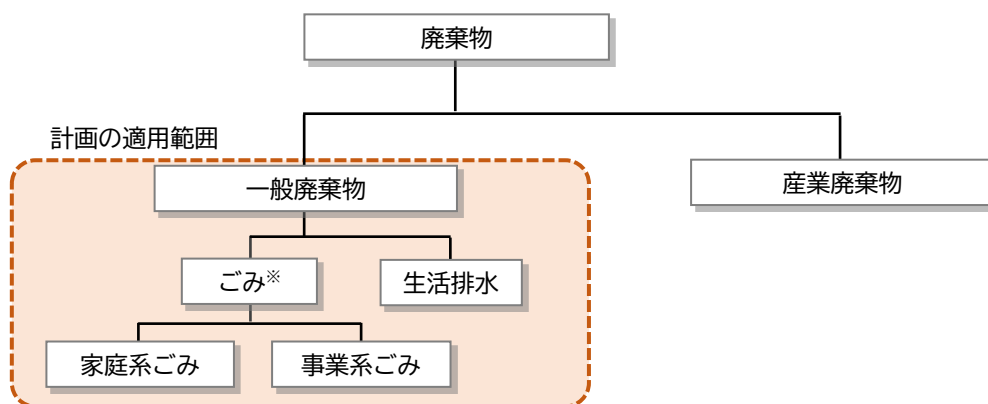 廃棄物
計画の適用範囲
一般廃棄物
産業廃棄物
ごみ※
生活排水
家庭系ごみ
事業系ごみ